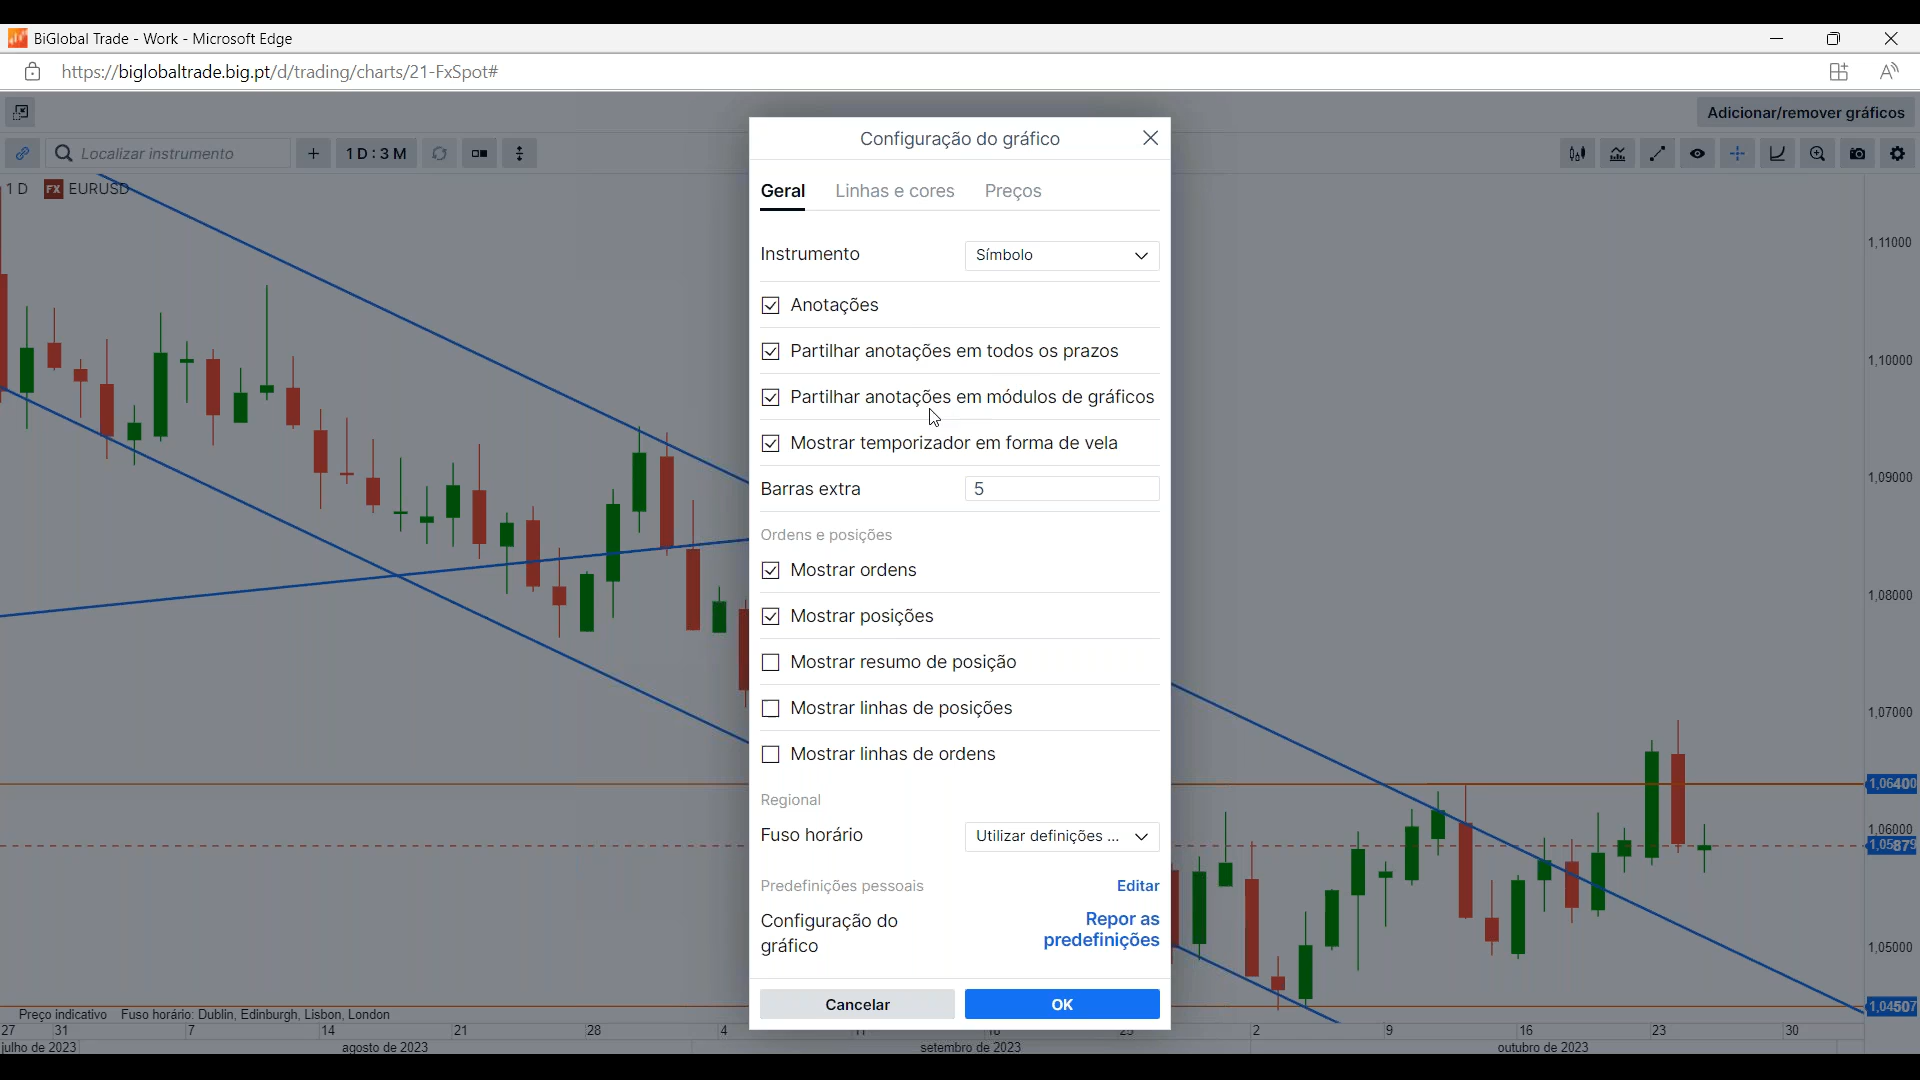 BiGlobal Trade - Work - Microsoft Edge
https://biglobaltrade.big.pt/d/trading/charts/21-FxSpot#
Adicionar/remover gráficos
Localizar instrumento
1 D : 3 M
1 D FX EURUSD
Configuração do gráfico
Geral Linhas e cores Preços
Instrumento Símbolo
Anotações
Partilhar anotações em todos os prazos
Partilhar anotações em módulos de gráficos
Mostrar temporizador em forma de vela
Barras extra 5
Ordens e posições
Mostrar ordens
Mostrar posições
Mostrar resumo de posição
Mostrar linhas de posições
Mostrar linhas de ordens
Regional
Fuso horário Utilizar definições ...
Predefinições pessoais Editar
Configuração do gráfico
Repor as predefinições
Cancelar OK
1,11000
1,10000
1,09000
1,08000
1,07000
1,06400
1,06000
1,05000
Preço indicativo Fuso horário: Dublin, Edinburgh, Lisbon, London
27 31 7 14 21 28 4 2 9 16 23 30
julho de 2023 agosto de 2023 setembro de 2023 outubro de 2023